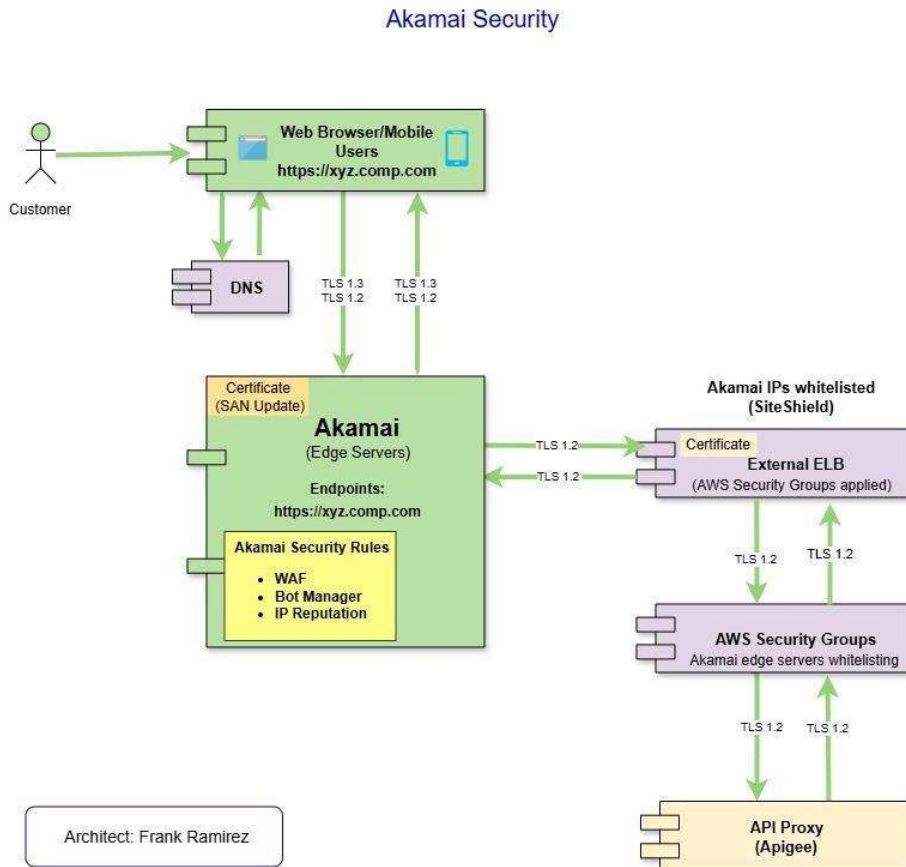 Akamai Security
Customer
Web Browser/Mobile
Users
https://xyz.comp.com
DNS
TLS 1.3
TLS 1.2
TLS 1.3
TLS 1.2
Certificate
(SAN Update)
Akamai
(Edge Servers)
Endpoints:
https://xyz.comp.com
Akamai Security Rules
• WAF
• Bot Manager
• IP Reputation
TLS 1.2
TLS 1.2
Akamai IPs whitelisted
(SiteShield)
Certificate
External ELB
(AWS Security Groups applied)
TLS 1.2
TLS 1.2
AWS Security Groups
Akamai edge servers whitelisting
TLS 1.2
TLS 1.2
API Proxy
(Apigee)
Architect: Frank Ramirez